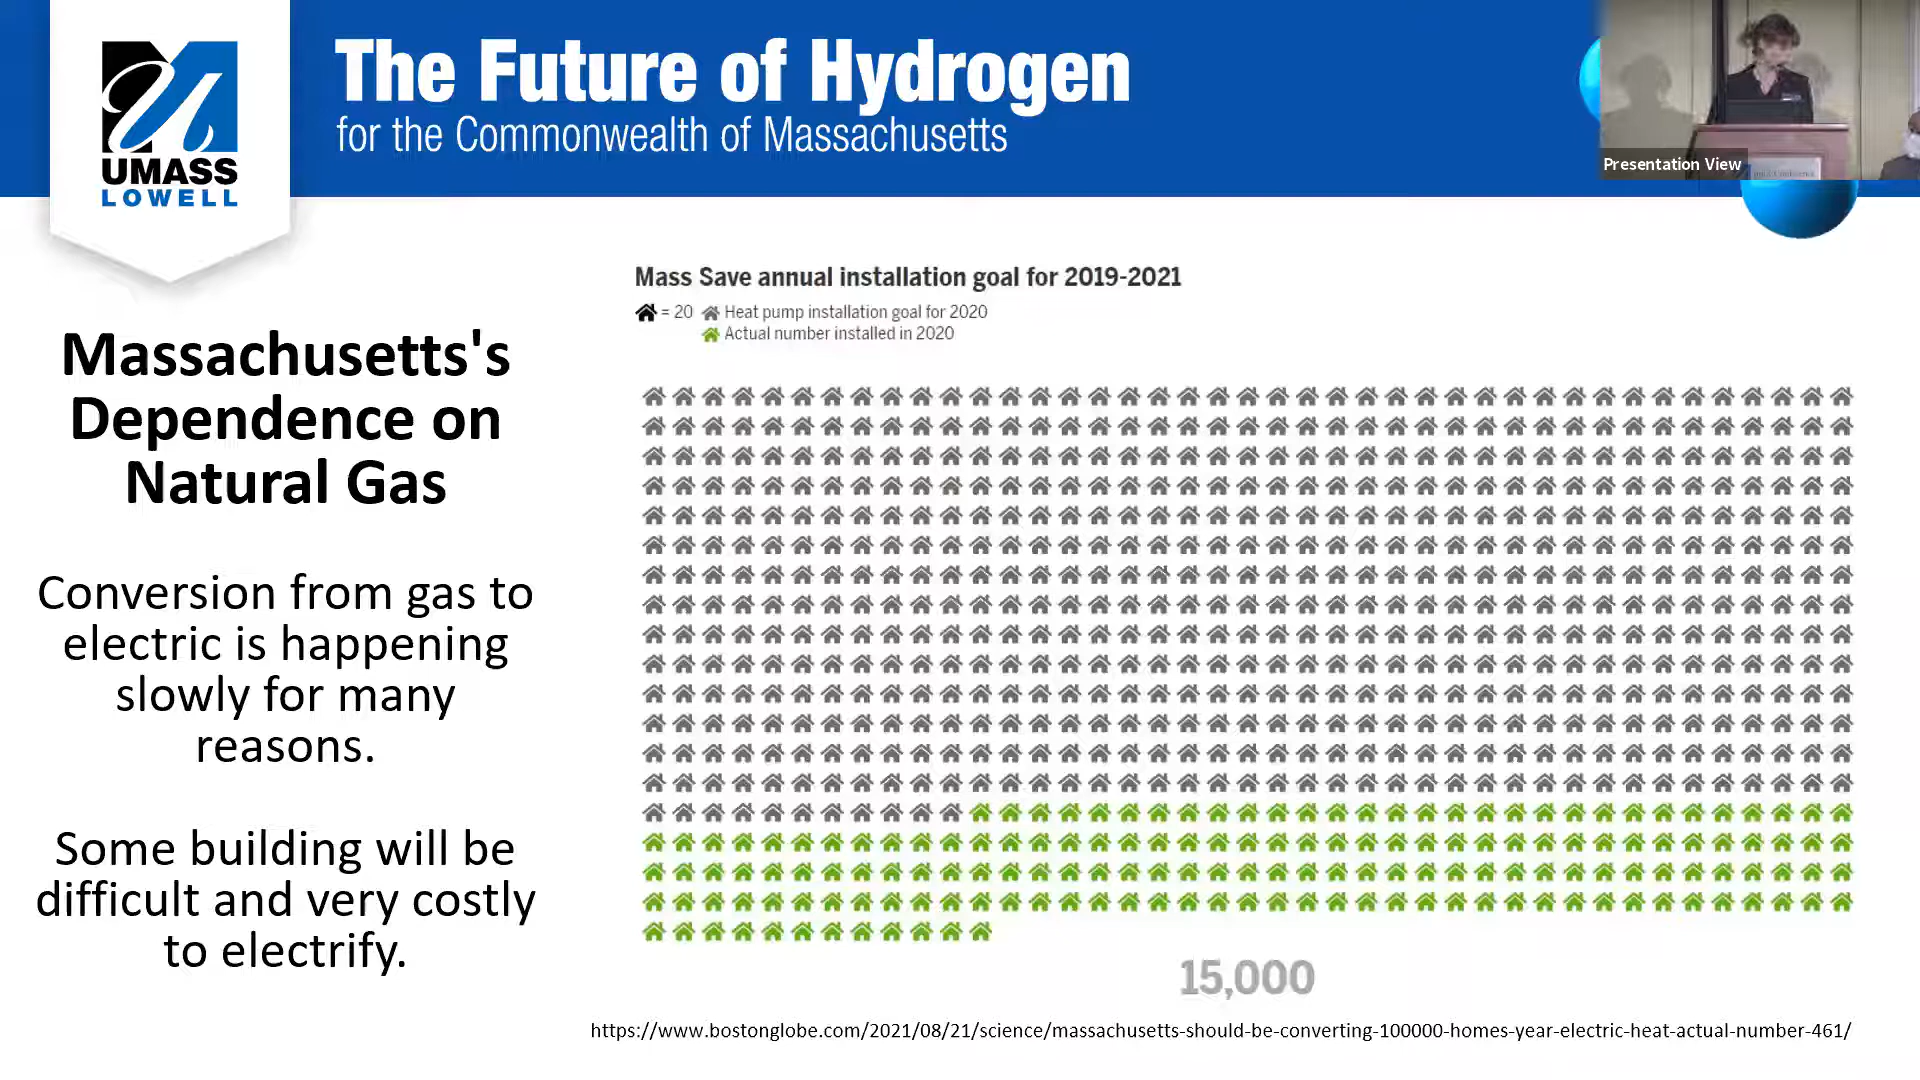 UMASS
LOWELL
The Future of Hydrogen
for the Commonwealth of Massachusetts
Presentation View
Massachusetts's
Dependence on
Natural Gas
Conversion from gas to
electric is happening
slowly for many
reasons.
Some building will be
difficult and very costly
to electrify.
Mass Save annual installation goal for 2019-2021
= 20 Heat pump installation goal for 2020
Actual number installed in 2020
15,000
https://www.bostonglobe.com/2021/08/21/science/massachusetts-should-be-converting-100000-homes-year-electric-heat-actual-number-461/